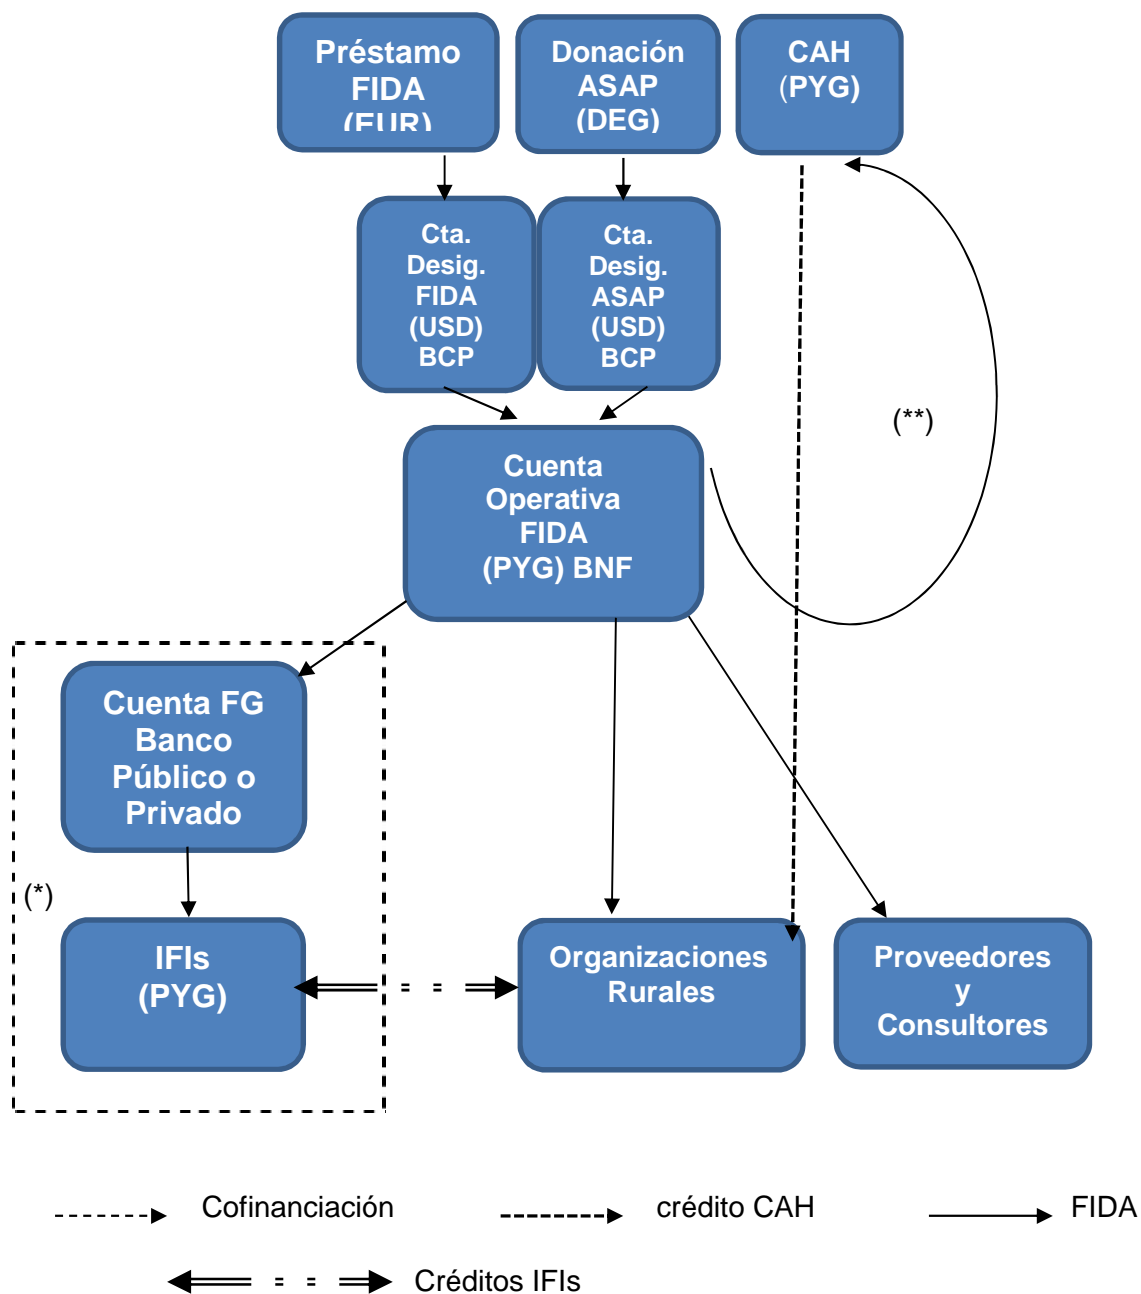 Préstamo
FIDA
(EUR)
Donación
ASAP
(DEG)
CAH
(PYG)
Cta.
Desig.
FIDA
(USD)
BCP
Cta.
Desig.
ASAP
(USD)
BCP
(**)
Cuenta
Operativa
FIDA
(PYG) BNF
Cuenta FG
Banco
Público o
Privado
(*)
IFIs
(PYG)
Organizaciones
Rurales
Proveedores
y
Consultores
Cofinanciación
crédito CAH
FIDA
Créditos IFIs